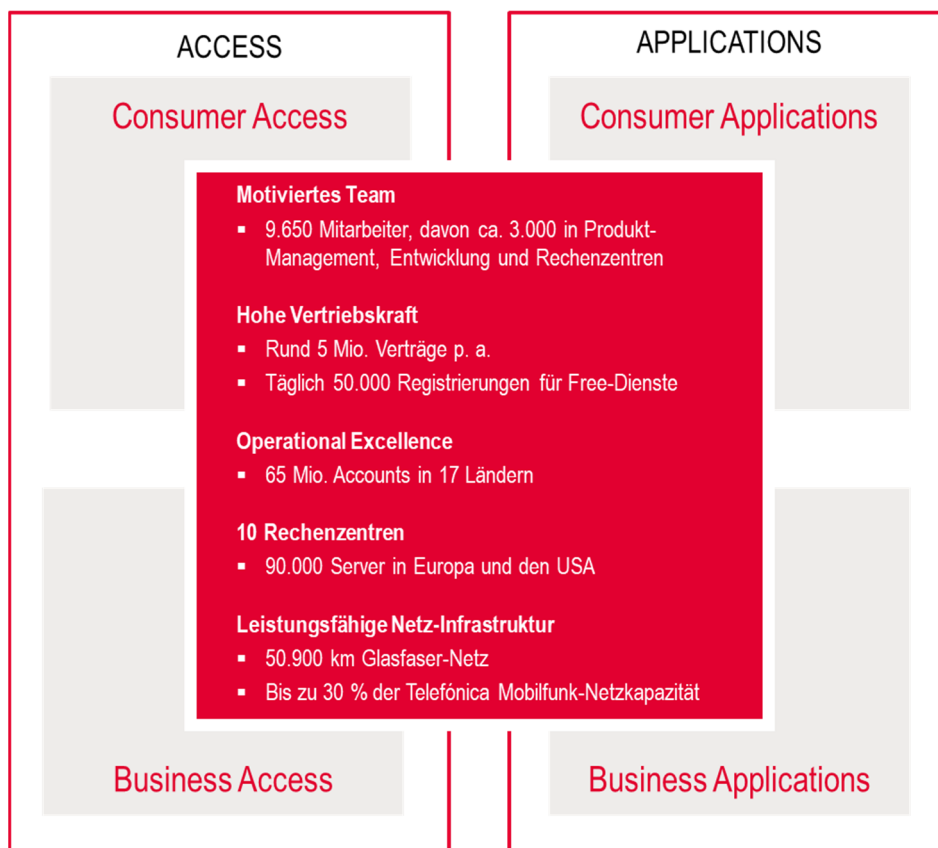 ACCESS
APPLICATIONS
Consumer Access
Consumer Applications
Motiviertes Team
▪ 9.650 Mitarbeiter, davon ca. 3.000 in Produkt-
Management, Entwicklung und Rechenzentren
Hohe Vertriebskraft
▪ Rund 5 Mio. Verträge p. a.
▪ Täglich 50.000 Registrierungen für Free-Dienste
Operational Excellence
▪ 65 Mio. Accounts in 17 Ländern
10 Rechenzentren
▪ 90.000 Server in Europa und den USA
Leistungsfähige Netz-Infrastruktur
▪ 50.900 km Glasfaser-Netz
▪ Bis zu 30 % der Telefónica Mobilfunk-Netzkapazität
Business Access
Business Applications